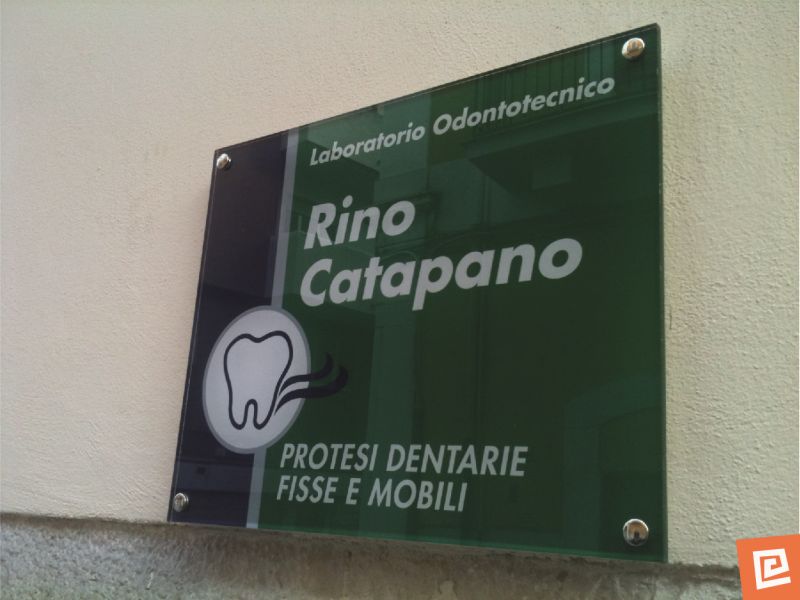 Laboratorio Odontotecnico
Rino
Catapano
PROTESI DENTARIE
FISSE E MOBILI